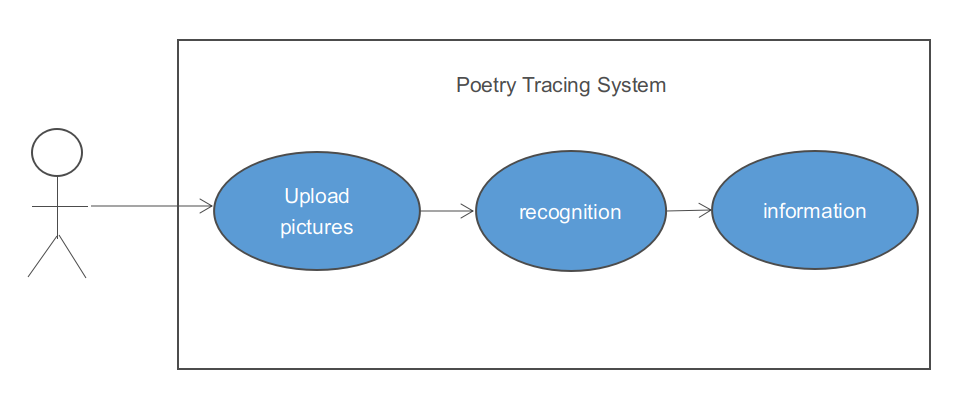 Poetry Tracing System
Upload
pictures
recognition
information